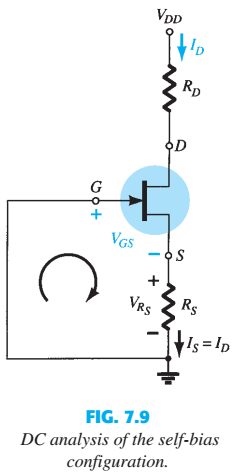 V_DD
I_D
R_D
D
G
+
V_GS
−
S
+
V_RS
R_S
−
I_S = I_D
FIG. 7.9
DC analysis of the self-bias
configuration.